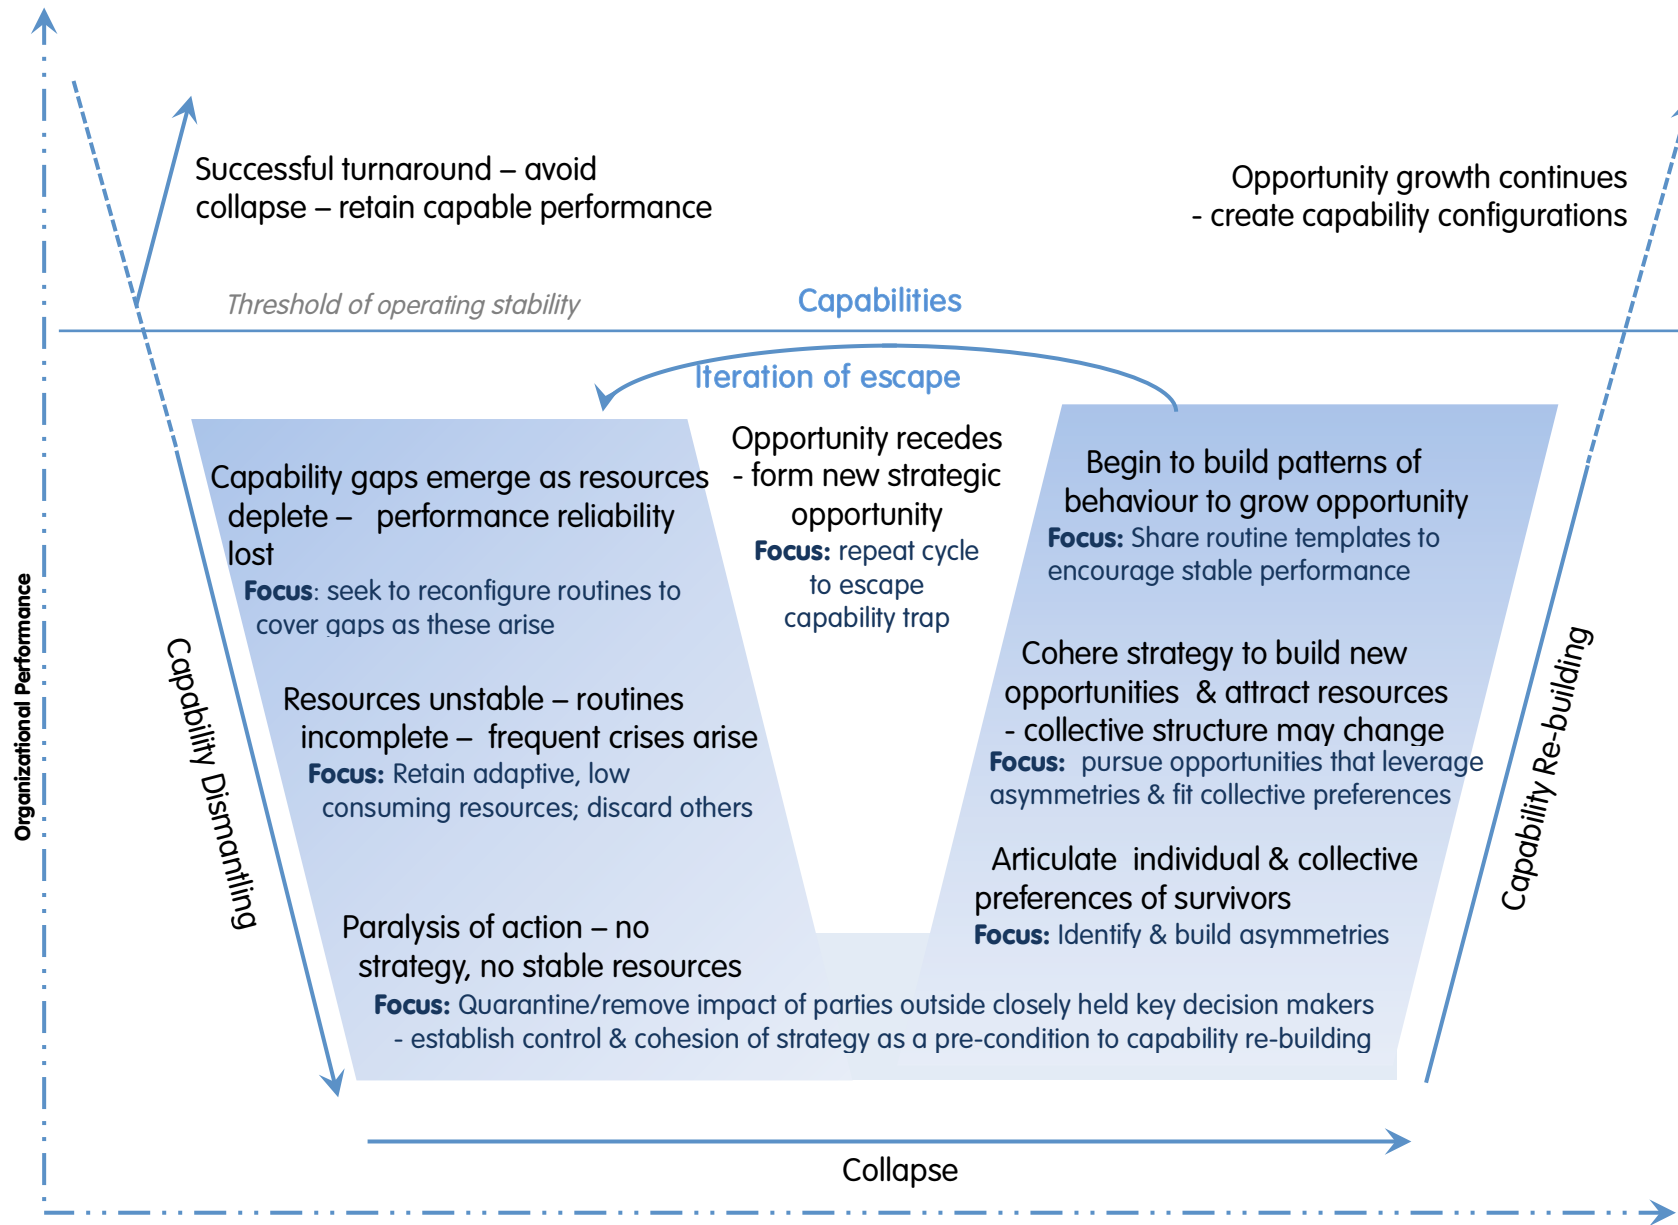 Successful turnaround – avoid
collapse – retain capable performance
Opportunity growth continues
- create capability configurations
Threshold of operating stability
Capabilities
Iteration of escape
Capability gaps emerge as resources
deplete – performance reliability
lost
Focus: seek to reconfigure routines to
cover gaps as these arise
Resources unstable – routines
incomplete – frequent crises arise
Focus: Retain adaptive, low
consuming resources; discard others
Paralysis of action – no
strategy, no stable resources
Focus: Quarantine/remove impact of parties outside closely held key decision makers
- establish control & cohesion of strategy as a pre-condition to capability re-building
Opportunity recedes
- form new strategic
opportunity
Focus: repeat cycle
to escape
capability trap
Begin to build patterns of
behaviour to grow opportunity
Focus: Share routine templates to
encourage stable performance
Cohere strategy to build new
opportunities & attract resources
- collective structure may change
Focus: pursue opportunities that leverage
asymmetries & fit collective preferences
Articulate individual & collective
preferences of survivors
Focus: Identify & build asymmetries
Organizational Performance
Capability Dismantling
Capability Re-building
Collapse